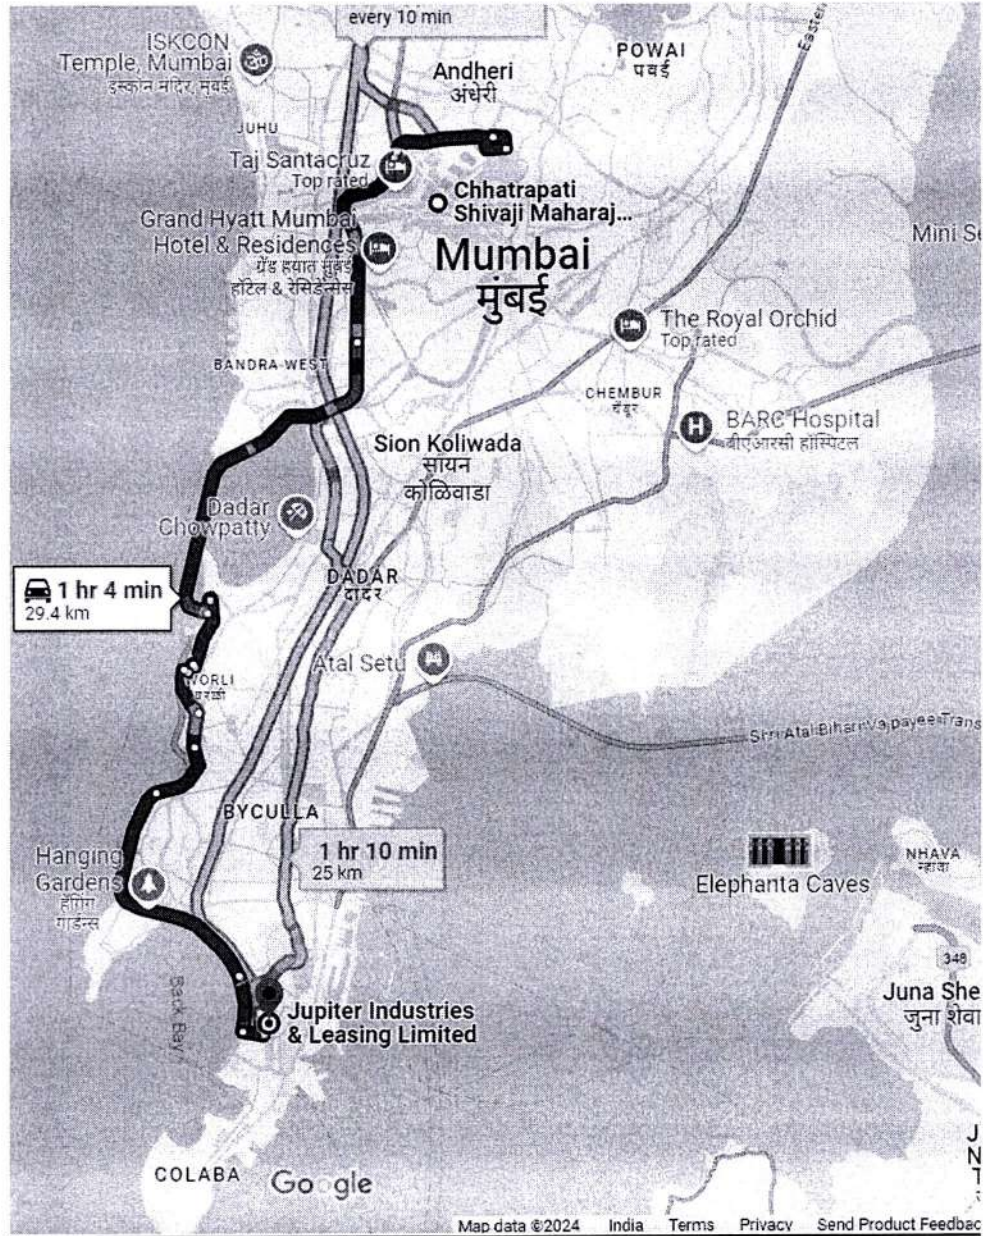 every 10 min
ISKCON
Temple, Mumbai
इस्कॉन मंदिर, मुंबई
POWAI
पवई
Eastern
Andheri
अंधेरी
JUHU
Taj Santacruz
Top rated
Chhatrapati
Shivaji Maharaj...
Grand Hyatt Mumbai
Hotel & Residences
ग्रँड हयात मुंबई
हॉटेल & रेसिडेन्सेस
Mumbai
मुंबई
Mini Se
The Royal Orchid
Top rated
BANDRA WEST
CHEMBUR
चेंबूर
BARC Hospital
बीएआरसी हॉस्पिटल
H
Sion Koliwada
सायन
कोळिवाडा
Dadar
Chowpatty
DADAR
दादर
1 hr 4 min
29.4 km
Atal Setu
WORLI
वरळी
Shri Atal Bihari Vajpayee Trans
BYCULLA
1 hr 10 min
25 km
Hanging
Gardens
हँगिंग
गार्डन्स
Elephanta Caves
NHAVA
न्हावा
348
Juna She
जुना शेवा
Back Bay
Jupiter Industries
& Leasing Limited
J
N
T
COLABA
Google
Map data ©2024 India Terms Privacy Send Product Feedbac